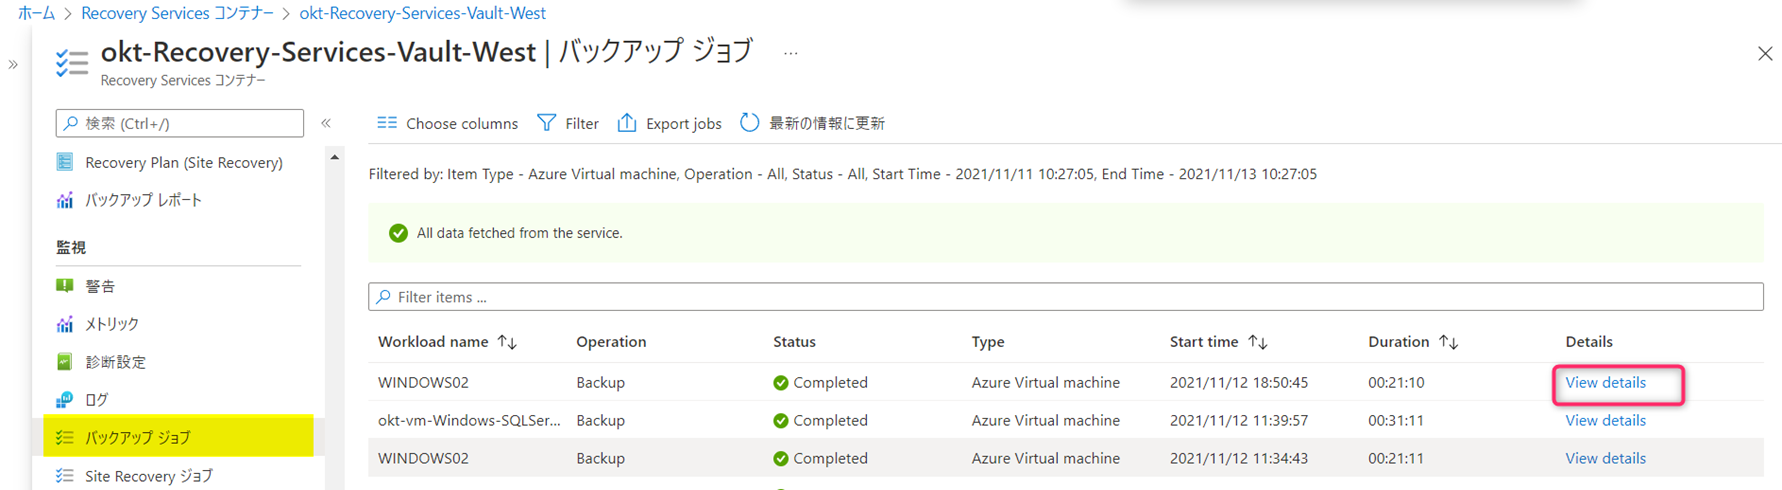 ホーム > Recovery Services コンテナー > okt-Recovery-Services-Vault-West
»
okt-Recovery-Services-Vault-West | バックアップ ジョブ ...
Recovery Services コンテナー
検索 (Ctrl+/) «
Recovery Plan (Site Recovery)
バックアップ レポート
監視
警告
メトリック
診断設定
ログ
バックアップ ジョブ
Site Recovery ジョブ
Choose columns Filter Export jobs 最新の情報に更新
Filtered by: Item Type - Azure Virtual machine, Operation - All, Status - All, Start Time - 2021/11/11 10:27:05, End Time - 2021/11/13 10:27:05
All data fetched from the service.
Filter items ...
Workload name ↑↓ Operation Status Type Start time ↑↓ Duration ↑↓ Details
WINDOWS02 Backup Completed Azure Virtual machine 2021/11/12 18:50:45 00:21:10 View details
okt-vm-Windows-SQLSer... Backup Completed Azure Virtual machine 2021/11/12 11:39:57 00:31:11 View details
WINDOWS02 Backup Completed Azure Virtual machine 2021/11/12 11:34:43 00:21:11 View details